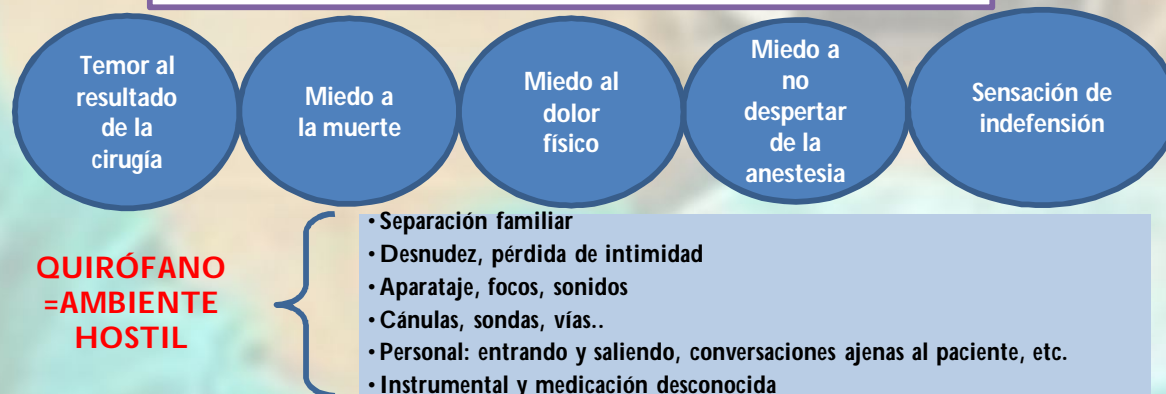 Temor al
resultado
de la
cirugía
Miedo a
la muerte
Miedo al
dolor
físico
Miedo a
no
despertar
de la
anestesia
Sensación de
indefensión
QUIRÓFANO
=AMBIENTE
HOSTIL
• Separación familiar
• Desnudez, pérdida de intimidad
• Aparataje, focos, sonidos
• Cánulas, sondas, vías..
• Personal: entrando y saliendo, conversaciones ajenas al paciente, etc.
• Instrumental y medicación desconocida